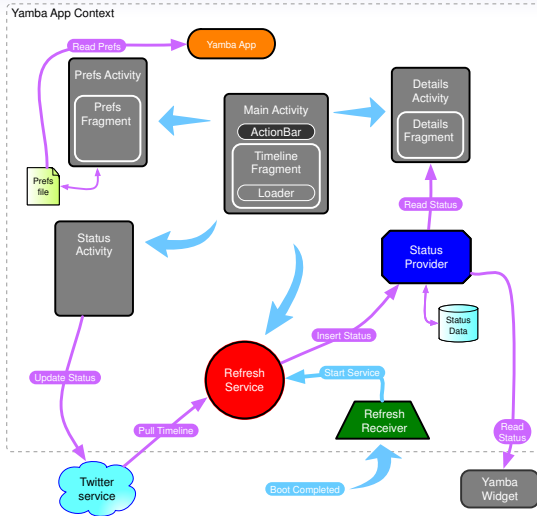 Yamba App Context
Read Prefs
Yamba App
Prefs Activity
Prefs
Fragment
Main Activity
ActionBar
Timeline
Fragment
Loader
Details
Activity
Details
Fragment
Prefs
file
Read Status
Status
Activity
Status
Provider
Status
Data
Insert Status
Refresh
Service
Start Service
Update Status
Pull Timeline
Refresh
Receiver
Read
Status
Twitter
service
Boot Completed
Yamba
Widget